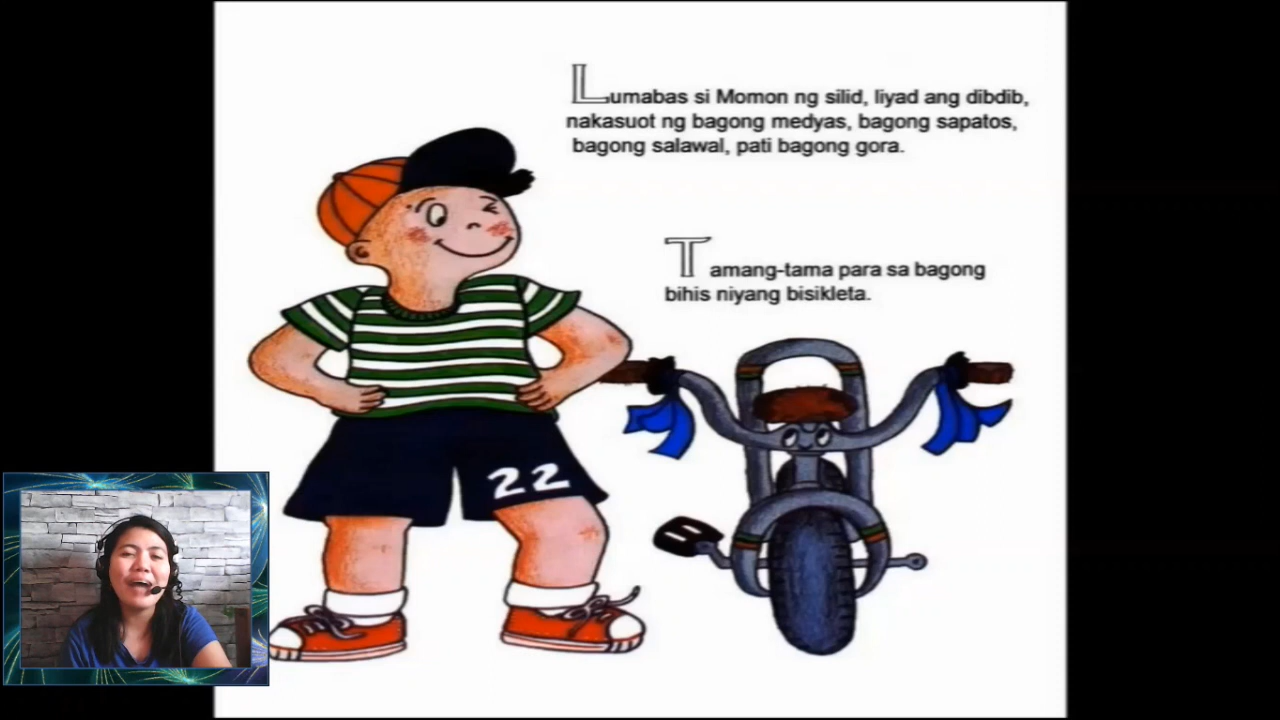 Lumabas si Momon ng silid, liyad ang dibdib,
nakasuot ng bagong medyas, bagong sapatos,
bagong salawal, pati bagong gora.
Tamang-tama para sa bagong
bihis niyang bisikleta.
22